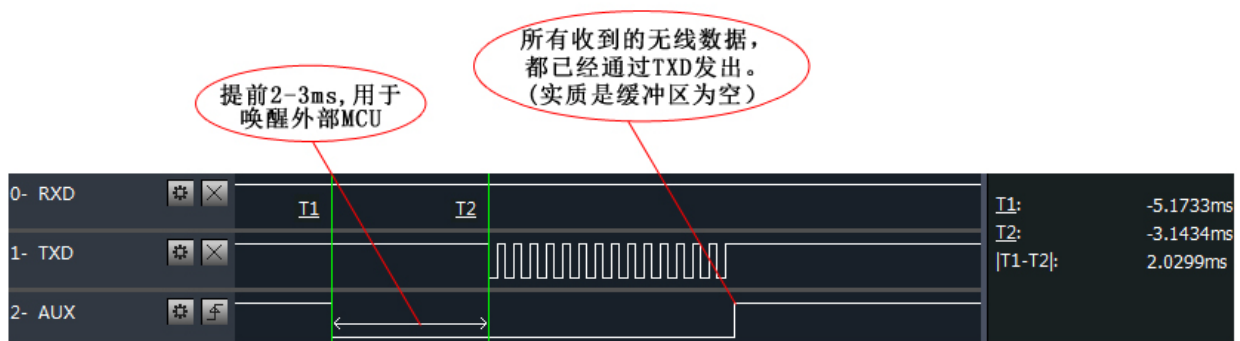 所有收到的无线数据，
都已经通过TXD发出。
(实质是缓冲区为空)
提前2-3ms,用于
唤醒外部MCU
0- RXD
T1
T2
1- TXD
2- AUX
T1: -5.1733ms
T2: -3.1434ms
|T1-T2|: 2.0299ms